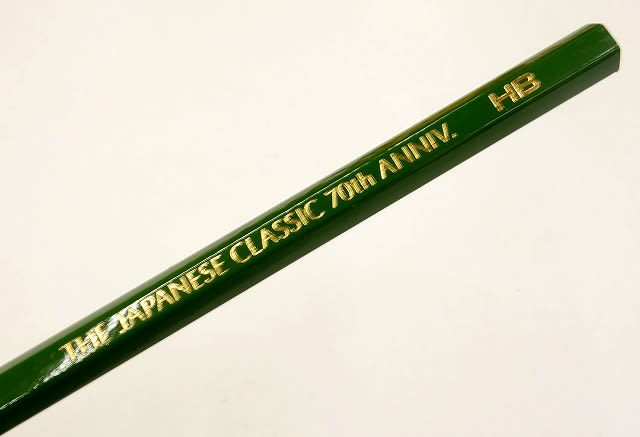 THE JAPANESE CLASSIC 70th ANNIV. HB